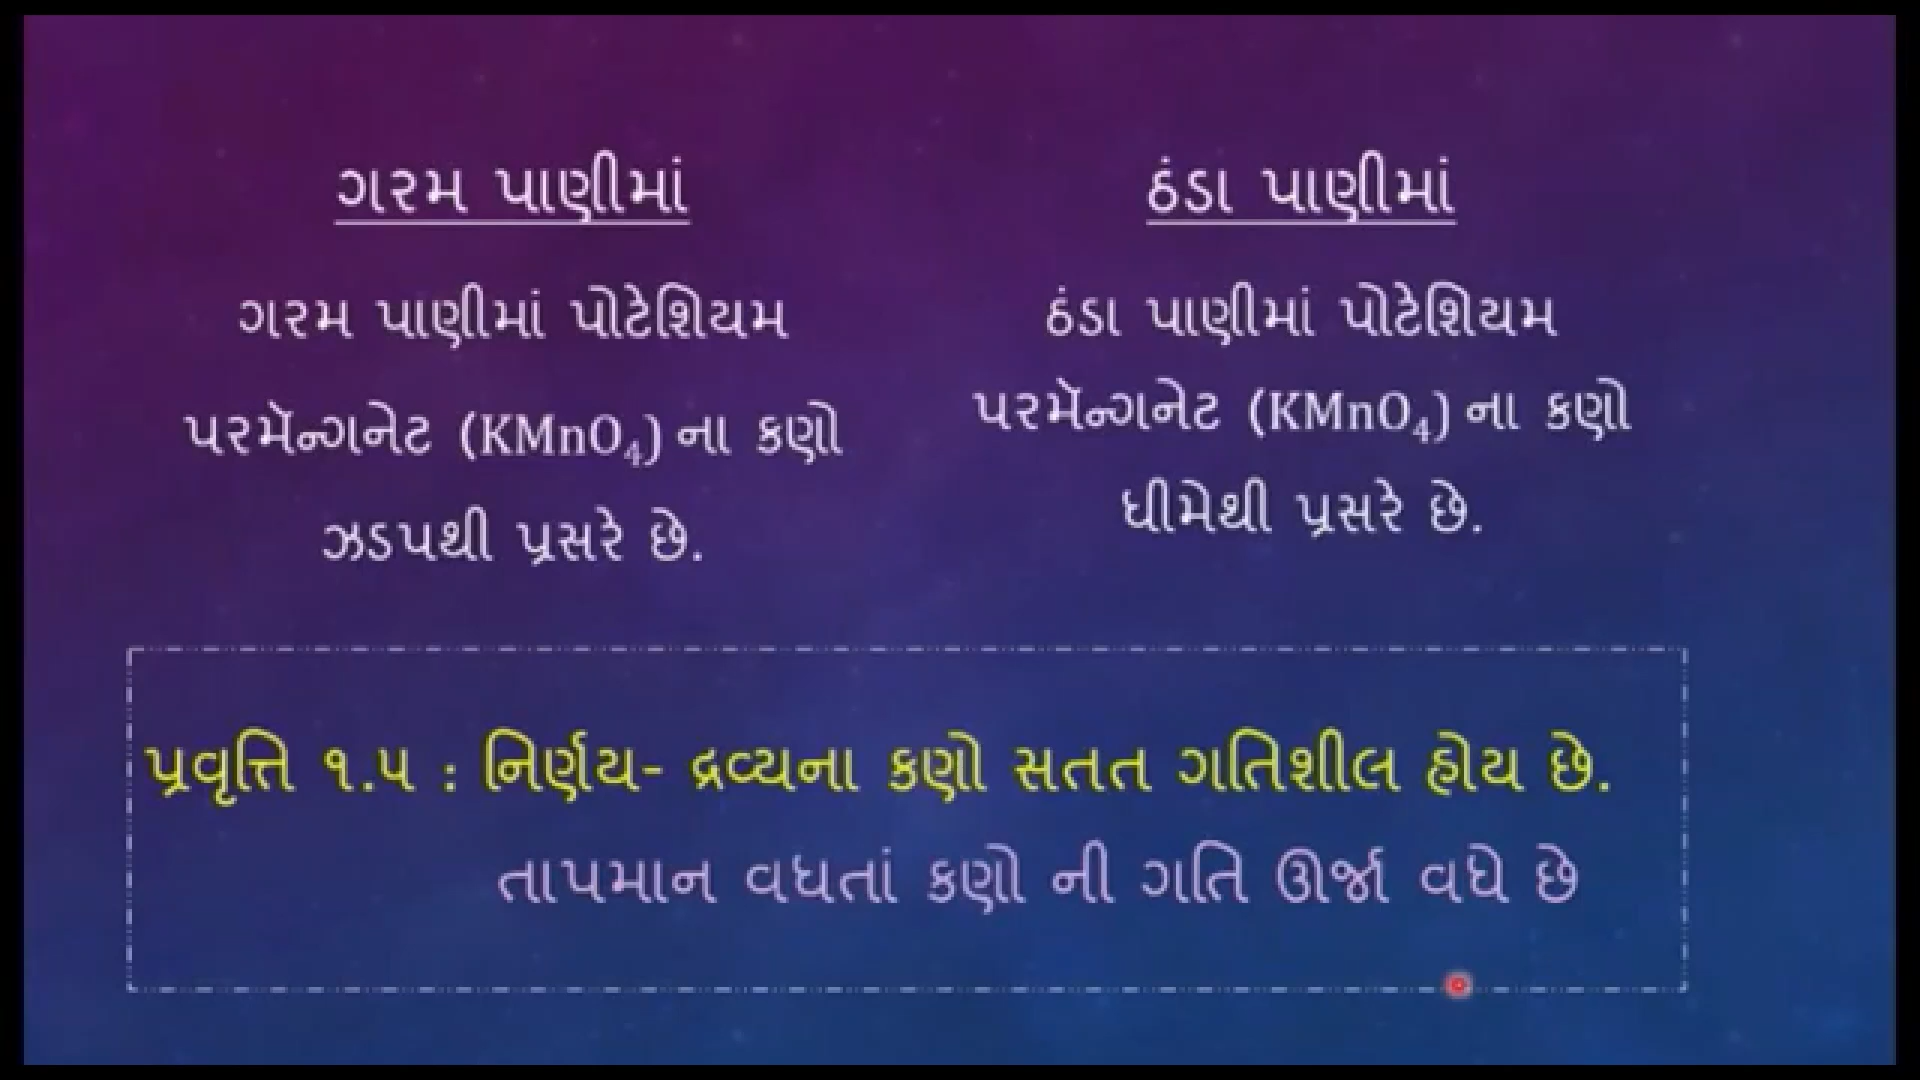 ગરમ પાણીમાં
ગરમ પાણીમાં પોટેશિયમ
પરમેંન્ગનેટ (KMnO₄) ના કણો
ઝડપથી પ્રસરે છે.
ઠંડા પાણીમાં
ઠંડા પાણીમાં પોટેશિયમ
પરમેંન્ગનેટ (KMnO₄) ના કણો
ધીમેથી પ્રસરે છે.
પ્રવૃત્તિ ૧.૫ : નિર્ણય- દ્રવ્યના કણો સતત ગતિશીલ હોય છે.
તાપમાન વધતાં કણો ની ગતિ ઊર્જા વધે છે